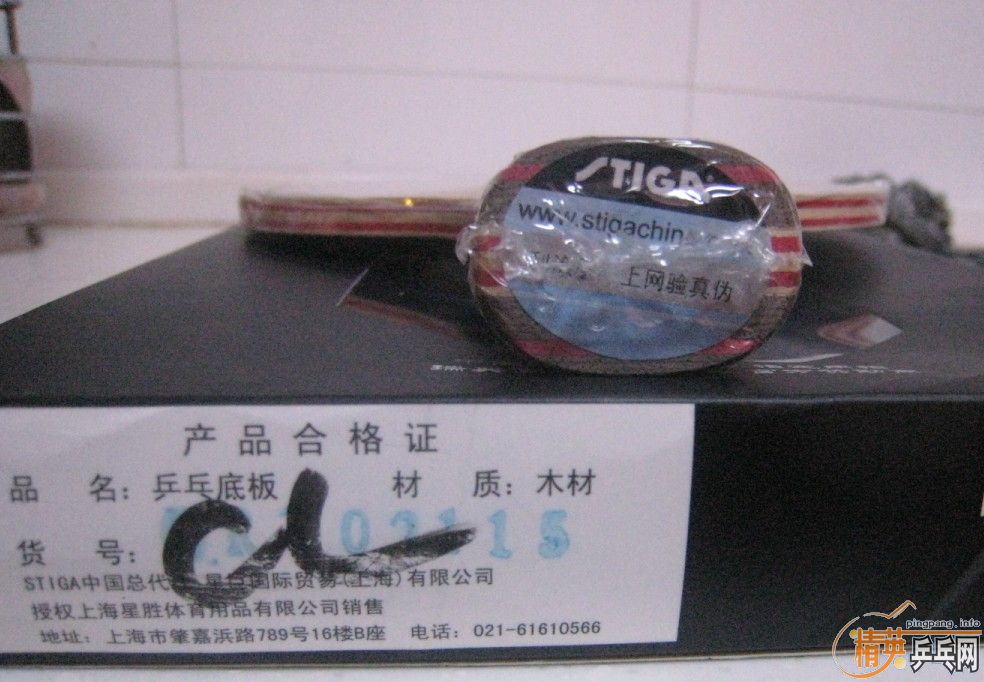 STIGA
www.stigachina
上网验真伪
产品合格证
品 名: 乒乓底板 材 质: 木材
货 号: 03115
STIGA中国总代 国际贸易(上海)有限公司
授权上海星胜体育用品有限公司销售
地址: 上海市肇嘉浜路789号16楼B座 电话: 021-61610566
pingpang.info
精英乒乓网